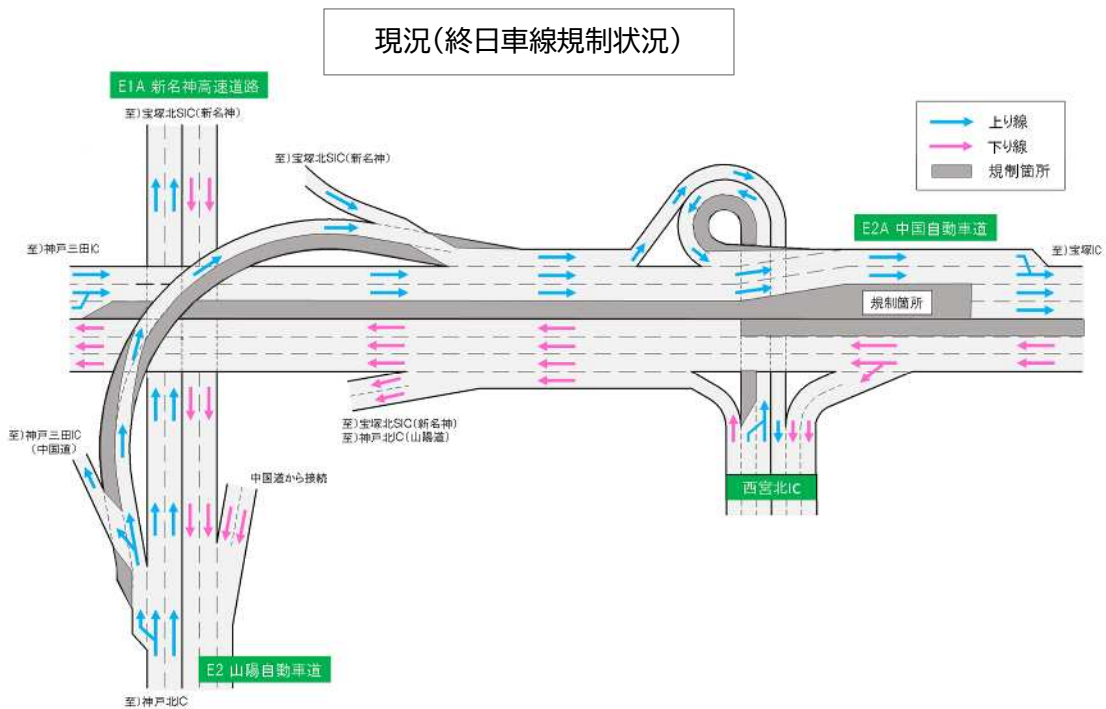 現況(終日車線規制状況)
E1A 新名神高速道路
至)宝塚北SIC(新名神)
至)宝塚北SIC(新名神)
上り線
下り線
規制箇所
至)神戸三田IC
E2A 中国自動車道
至)宝塚IC
規制箇所
至)宝塚北SIC(新名神)
至)神戸北IC(山陽道)
至)神戸三田IC
(中国道)
中国道から接続
西宮北IC
E2 山陽自動車道
至)神戸北IC